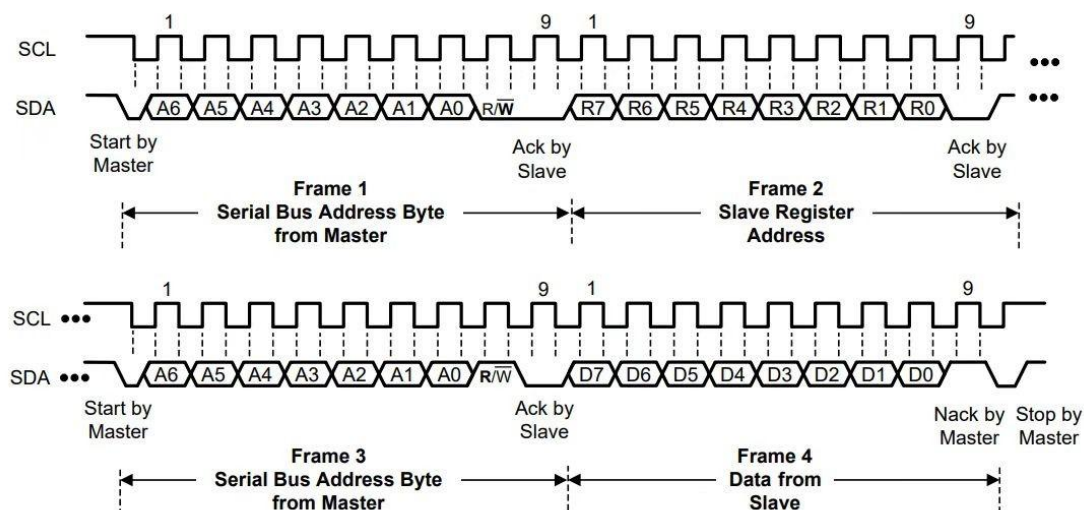 1 9 1 9
SCL •••
SDA A6 A5 A4 A3 A2 A1 A0 R/W̅ R7 R6 R5 R4 R3 R2 R1 R0 •••
Start by Ack by Ack by
Master Slave Slave
Frame 1 Frame 2
Serial Bus Address Byte Slave Register
from Master Address
1 9 1 9
SCL •••
SDA ••• A6 A5 A4 A3 A2 A1 A0 R/W̅ D7 D6 D5 D4 D3 D2 D1 D0
Start by Ack by Nack by Stop by
Master Slave Master Master
Frame 3 Frame 4
Serial Bus Address Byte Data from
from Master Slave